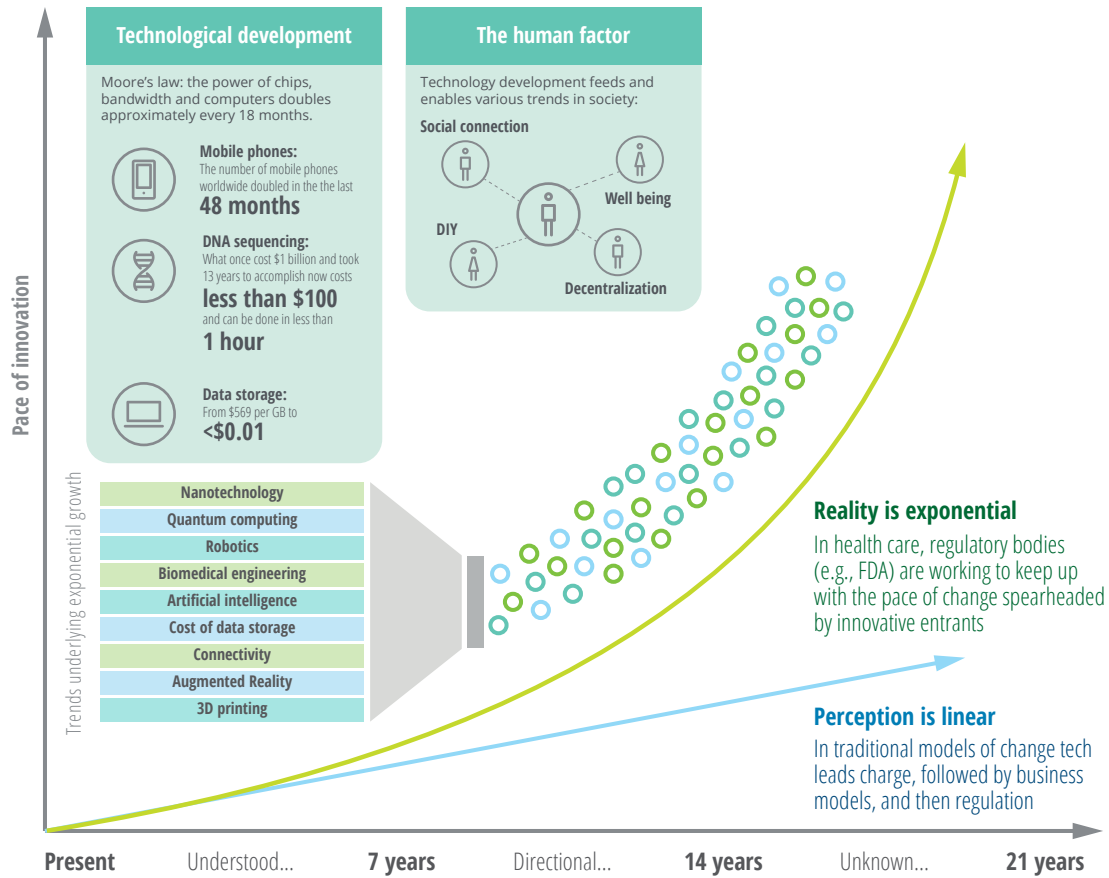 Technological development
Moore's law: the power of chips,
bandwidth and computers doubles
approximately every 18 months.
Mobile phones:
The number of mobile phones
worldwide doubled in the the last
48 months
DNA sequencing:
What once cost $1 billion and took
13 years to accomplish now costs
less than $100
and can be done in less than
1 hour
Data storage:
From $569 per GB to
<$0.01
The human factor
Technology development feeds and
enables various trends in society:
Social connection
Well being
DIY
Decentralization
Pace of innovation
Trends underlying exponential growth
Nanotechnology
Quantum computing
Robotics
Biomedical engineering
Artificial intelligence
Cost of data storage
Connectivity
Augmented Reality
3D printing
Reality is exponential
In health care, regulatory bodies
(e.g., FDA) are working to keep up
with the pace of change spearheaded
by innovative entrants
Perception is linear
In traditional models of change tech
leads charge, followed by business
models, and then regulation
Present Understood... 7 years Directional... 14 years Unknown... 21 years